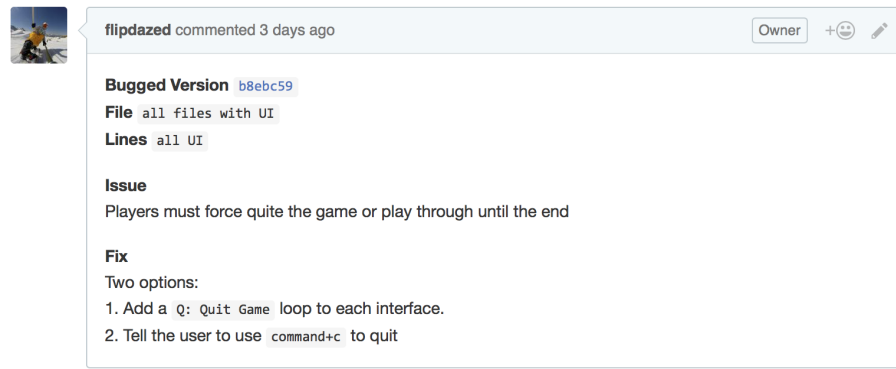 flipdazed commented 3 days ago Owner +
Bugged Version b8ebc59
File all files with UI
Lines all UI
Issue
Players must force quite the game or play through until the end
Fix
Two options:
1. Add a Q: Quit Game loop to each interface.
2. Tell the user to use command+c to quit